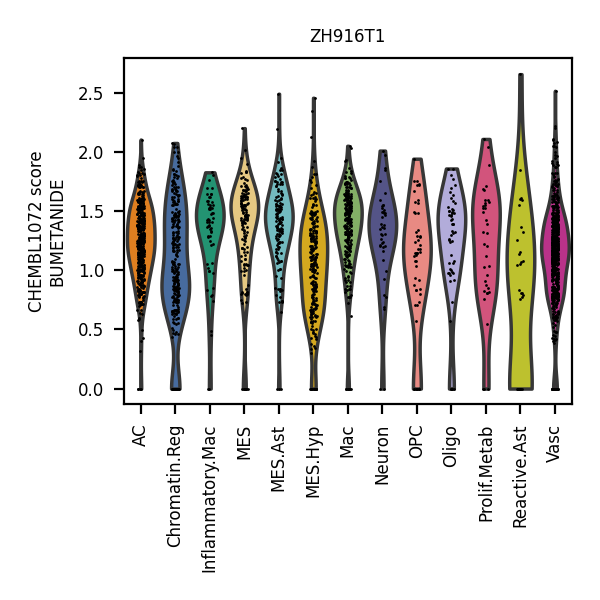 ZH916T1
CHEMBL1072 score
BUMETANIDE
2.5
2.0
1.5
1.0
0.5
0.0
AC
Chromatin.Reg
Inflammatory.Mac
MES
MES.Ast
MES.Hyp
Mac
Neuron
OPC
Oligo
Prolif.Metab
Reactive.Ast
Vasc